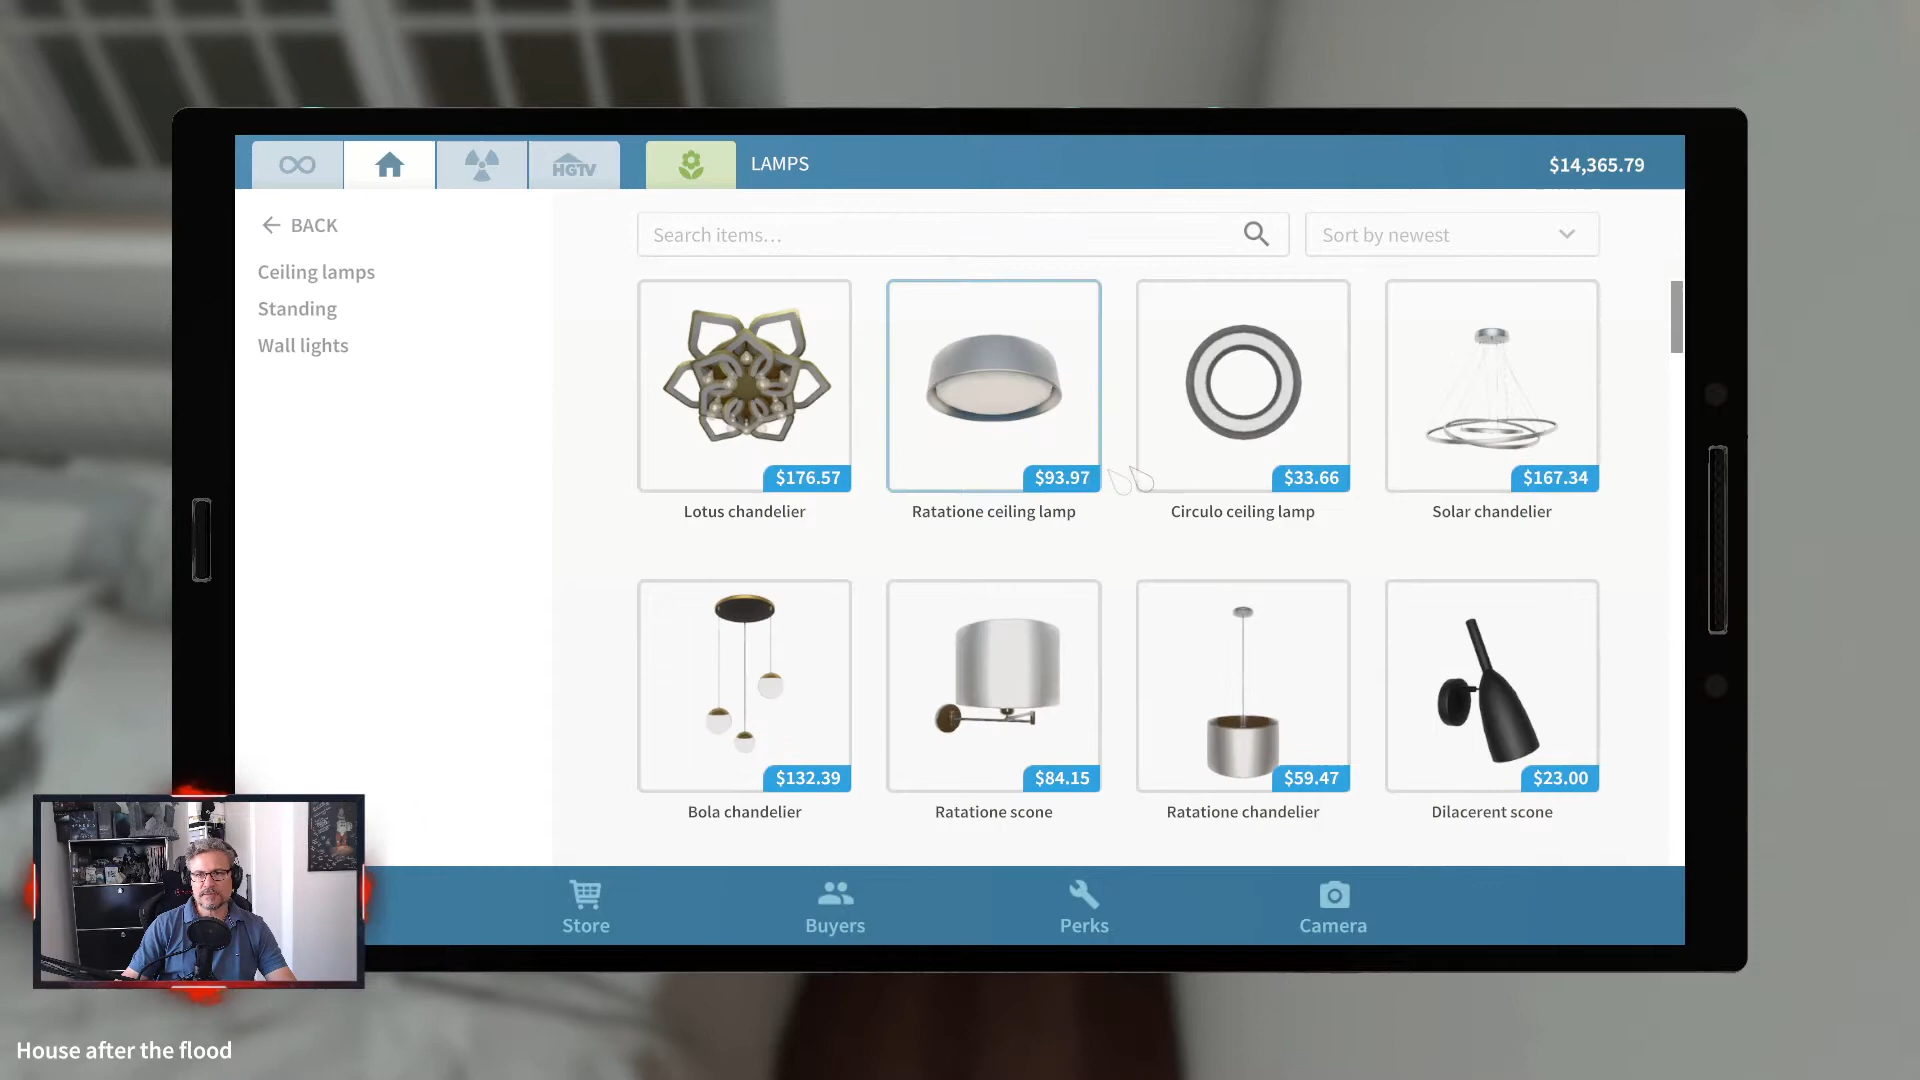 HGTV
LAMPS
$14,365.79
BACK
Ceiling lamps
Standing
Wall lights
Search items...
Sort by newest
$176.57
$93.97
$33.66
$167.34
Lotus chandelier
Ratatione ceiling lamp
Circulo ceiling lamp
Solar chandelier
$132.39
$84.15
$59.47
$23.00
Bola chandelier
Ratatione scone
Ratatione chandelier
Dilacerent scone
Store
Buyers
Perks
Camera
House after the flood